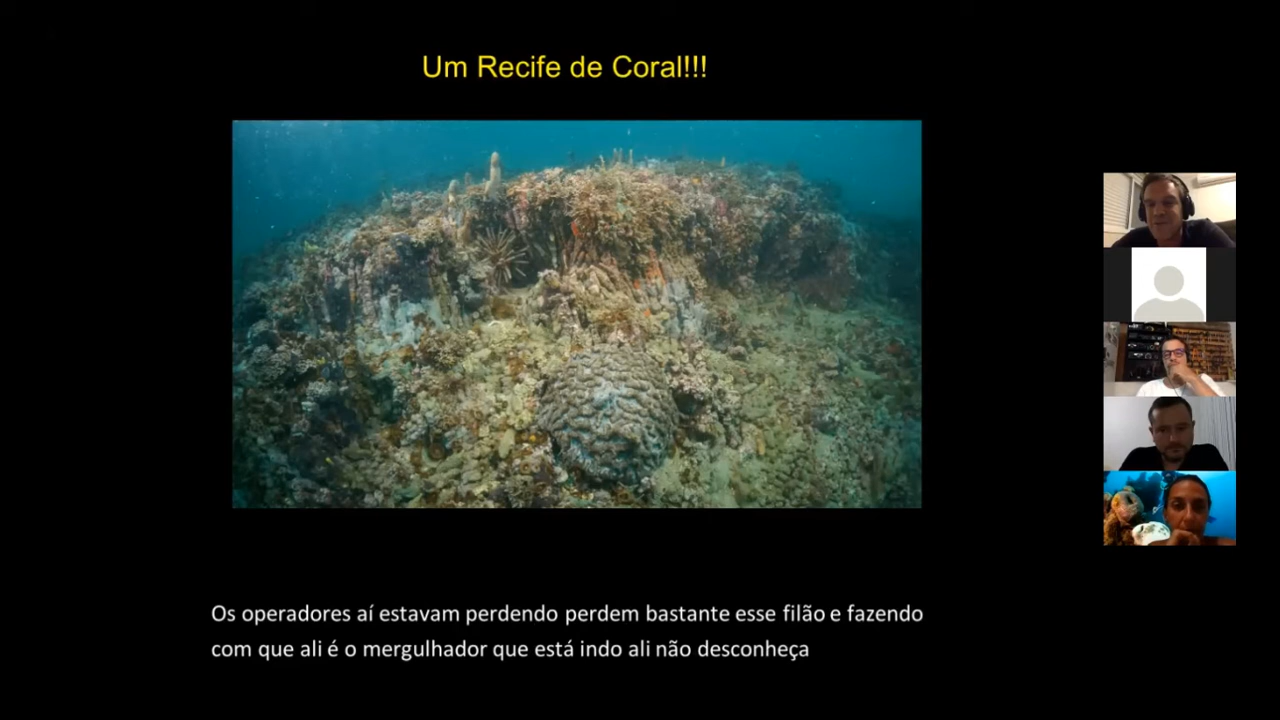 Um Recife de Coral!!!
Os operadores aí estavam perdendo perdem bastante esse filão e fazendo
com que ali é o mergulhador que está indo ali não desconheça